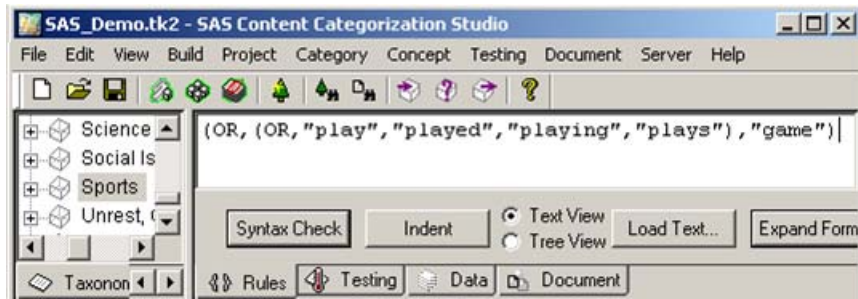 SAS_Demo.tk2 - SAS Content Categorization Studio
File Edit View Build Project Category Concept Testing Document Server Help
Science
(OR,(OR,"play","played","playing","plays"),"game")
Social Is
Sports
Unrest,
Syntax Check Indent Text View Tree View Load Text... Expand Form
Taxonon Rules Testing Data Document